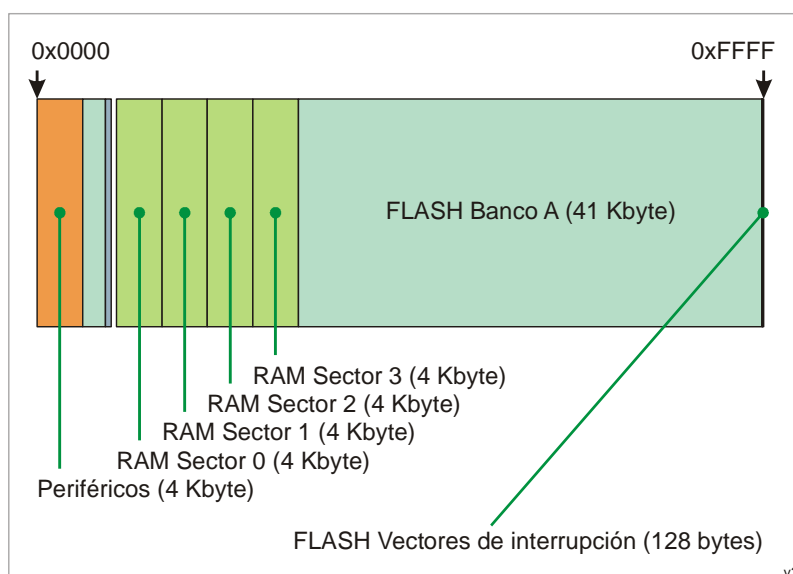 0x0000
0xFFFF
FLASH Banco A (41 Kbyte)
RAM Sector 3 (4 Kbyte)
RAM Sector 2 (4 Kbyte)
RAM Sector 1 (4 Kbyte)
RAM Sector 0 (4 Kbyte)
Periféricos (4 Kbyte)
FLASH Vectores de interrupción (128 bytes)